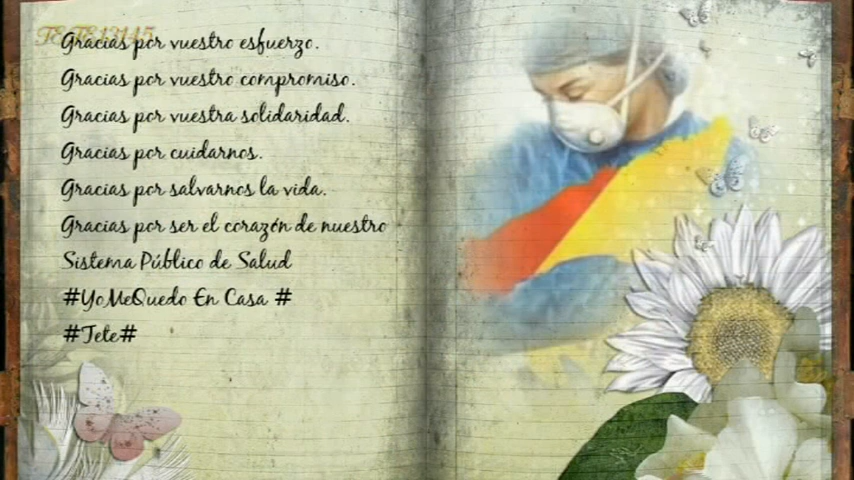 Gracias por vuestro esfuerzo.
Gracias por vuestro compromiso.
Gracias por vuestra solidaridad.
Gracias por cuidarnos.
Gracias por salvarnos la vida.
Gracias por ser el corazón de nuestro
Sistema Público de Salud
#YoMeQuedo En Casa #
#Tete#